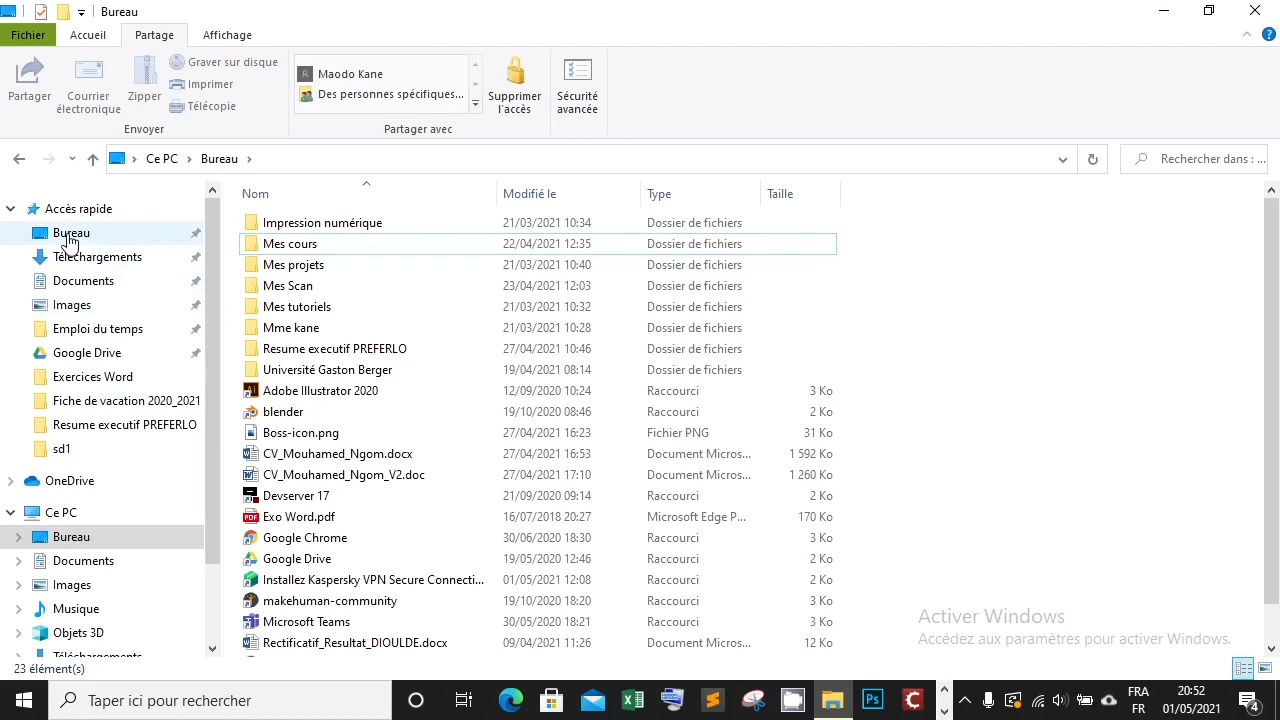 Bureau
Fichier Accueil Partage Affichage
Partager
Courrier électronique
Zipper
Graver sur disque
Imprimer
Télécopie
Envoyer
Maodo Kane
Des personnes spécifiques...
Partager avec
Supprimer l'accès
Sécurité avancée
Ce PC Bureau
Rechercher dans : ...
Accès rapide
Bureau
Téléchargements
Documents
Images
Emploi du temps
Google Drive
Exercices Word
Fiche de vacation 2020_2021
Resume executif PREFERLO
sd1
OneDrive
Ce PC
Bureau
Documents
Images
Musique
Objets 3D
Téléchargements
Nom Modifié le Type Taille
Impression numérique 21/03/2021 10:34 Dossier de fichiers
Mes cours 22/04/2021 12:35 Dossier de fichiers
Mes projets 21/03/2021 10:40 Dossier de fichiers
Mes Scan 23/04/2021 12:03 Dossier de fichiers
Mes tutoriels 21/03/2021 10:32 Dossier de fichiers
Mme kane 21/03/2021 10:28 Dossier de fichiers
Resume executif PREFERLO 27/04/2021 10:46 Dossier de fichiers
Université Gaston Berger 19/04/2021 08:14 Dossier de fichiers
Adobe Illustrator 2020 12/09/2020 10:24 Raccourci 3 Ko
blender 19/10/2020 08:46 Raccourci 2 Ko
Boss-icon.png 27/04/2021 16:23 Fichier PNG 31 Ko
CV_Mouhamed_Ngom.docx 27/04/2021 16:53 Document Micros... 1 592 Ko
CV_Mouhamed_Ngom_V2.doc 27/04/2021 17:10 Document Micros... 1 260 Ko
Devserver 17 21/09/2020 09:14 Raccourci 2 Ko
Exo Word.pdf 16/07/2018 20:27 Microsoft Edge P... 170 Ko
Google Chrome 30/06/2020 18:30 Raccourci 3 Ko
Google Drive 19/05/2020 12:46 Raccourci 2 Ko
Installez Kaspersky VPN Secure Connecti... 01/05/2021 12:08 Raccourci 2 Ko
makehuman-community 19/10/2020 18:20 Raccourci 3 Ko
Microsoft Teams 30/05/2020 18:21 Raccourci 3 Ko
Rectificatif_Resultat_DIOULDE.docx 09/04/2021 11:26 Document Micros... 12 Ko
Activer Windows
Accédez aux paramètres pour activer Windows.
23 élément(s)
Taper ici pour rechercher
FRA
FR
20:52
01/05/2021
4